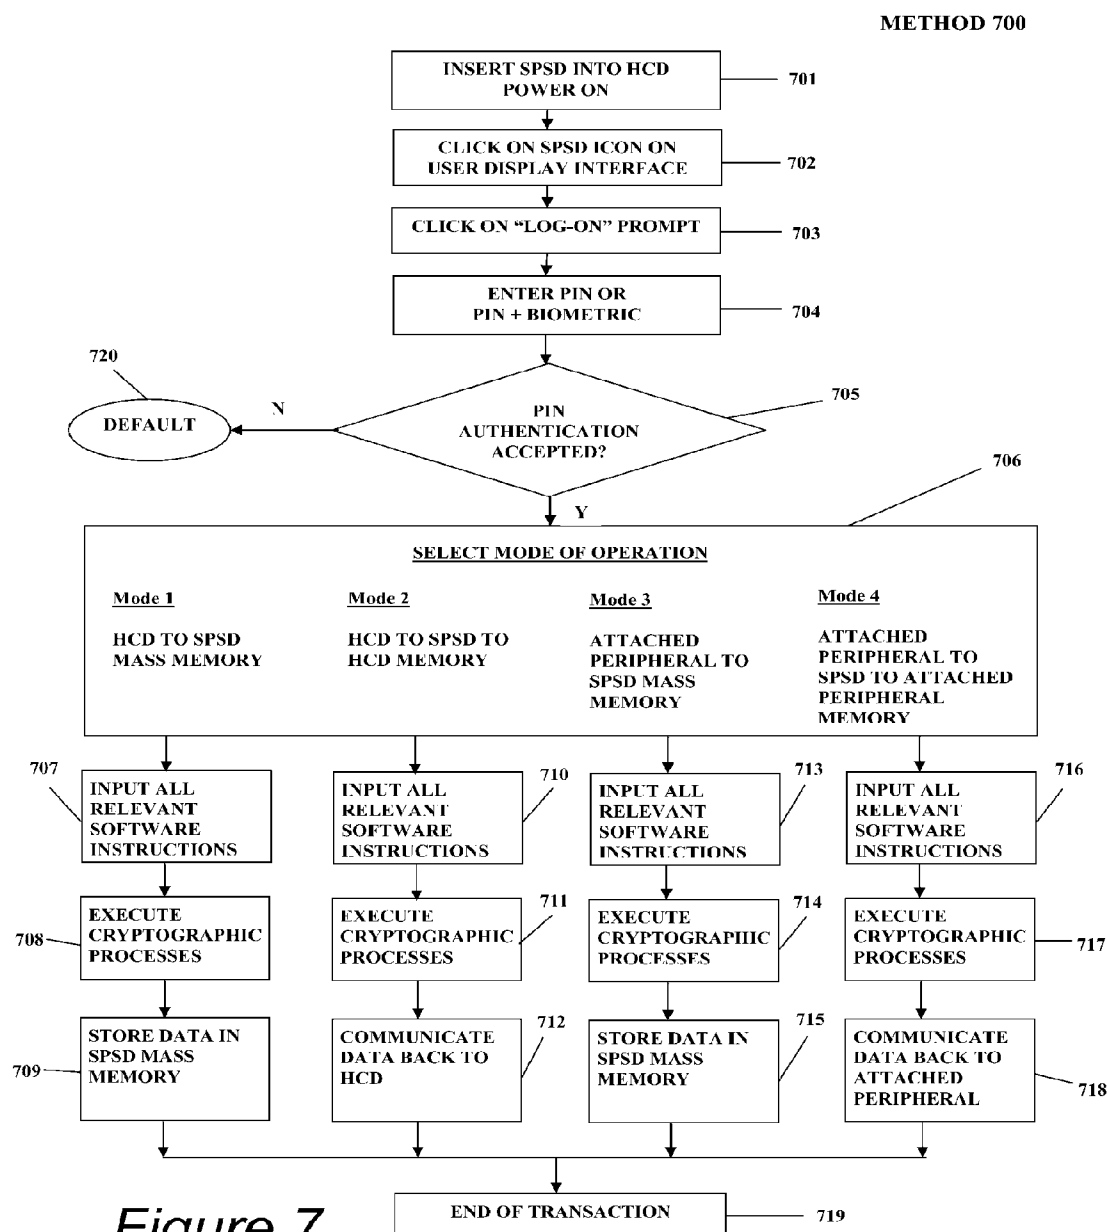 METHOD 700
INSERT SPSD INTO HCD
POWER ON
701
CLICK ON SPSD ICON ON
USER DISPLAY INTERFACE
702
CLICK ON “LOG-ON” PROMPT
703
ENTER PIN OR
PIN + BIOMETRIC
704
720
DEFAULT
N
PIN
AUTHENTICATION
ACCEPTED?
705
Y
706
SELECT MODE OF OPERATION
Mode 1
HCD TO SPSD
MASS MEMORY
Mode 2
HCD TO SPSD TO
HCD MEMORY
Mode 3
ATTACHED
PERIPHERAL TO
SPSD MASS
MEMORY
Mode 4
ATTACHED
PERIPHERAL TO
SPSD TO ATTACHED
PERIPHERAL
MEMORY
707
INPUT ALL
RELEVANT
SOFTWARE
INSTRUCTIONS
710
INPUT ALL
RELEVANT
SOFTWARE
INSTRUCTIONS
713
INPUT ALL
RELEVANT
SOFTWARE
INSTRUCTIONS
716
INPUT ALL
RELEVANT
SOFTWARE
INSTRUCTIONS
708
EXECUTE
CRYPTOGRAPHIC
PROCESSES
711
EXECUTE
CRYPTOGRAPHIC
PROCESSES
714
EXECUTE
CRYPTOGRAPHIC
PROCESSES
717
EXECUTE
CRYPTOGRAPHIC
PROCESSES
709
STORE DATA IN
SPSD MASS
MEMORY
712
COMMUNICATE
DATA BACK TO
HCD
715
STORE DATA IN
SPSD MASS
MEMORY
718
COMMUNICATE
DATA BACK TO
ATTACHED
PERIPHERAL
END OF TRANSACTION
719
Figure 7